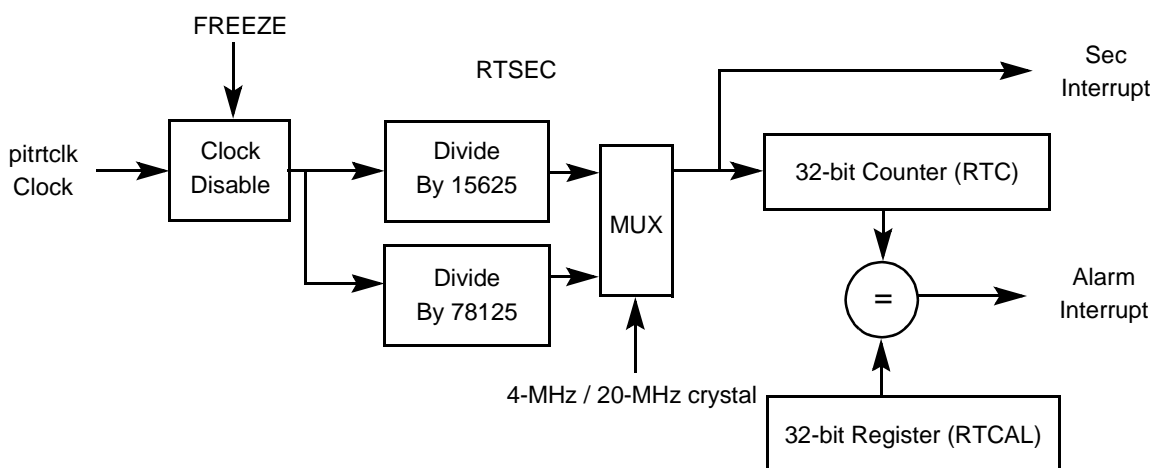 FREEZE
RTSEC
Sec
Interrupt
pitrtclk
Clock
Clock
Disable
Divide
By 15625
MUX
32-bit Counter (RTC)
Divide
By 78125
=
Alarm
Interrupt
4-MHz / 20-MHz crystal
32-bit Register (RTCAL)